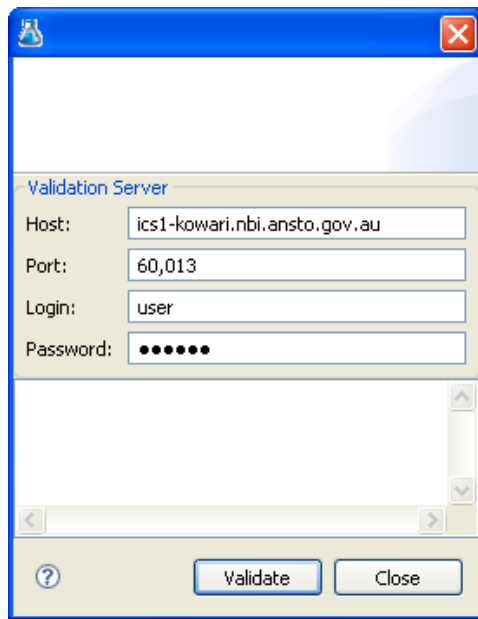 Validation Server
Host: ics1-kowari.nbi.ansto.gov.au
Port: 60,013
Login: user
Password: ●●●●●●
Validate Close